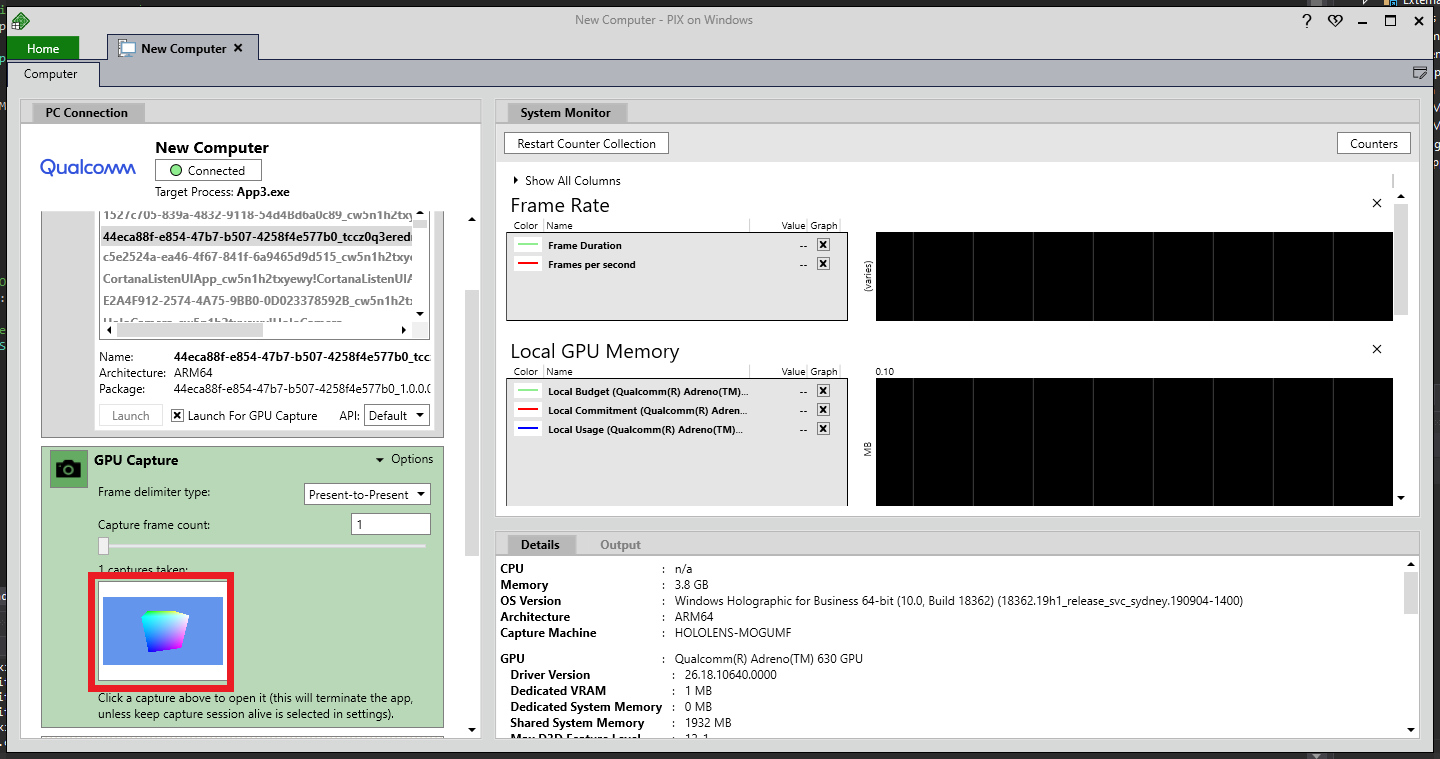 New Computer - PIX on Windows
Home
New Computer
Computer
PC Connection
Qualcomm
New Computer
Connected
Target Process: App3.exe
1527c705-839a-4832-9118-54d4Bd6a0c89_cw5n1h2txy
44eca88f-e854-47b7-b507-4258f4e577b0_tccz0q3ered
c5e2524a-ea46-4f67-841f-6a9465d9d515_cw5n1h2txy
CortanaListenUIApp_cw5n1h2txyewy!CortanaListenUIA
E2A4F912-2574-4A75-9BB0-0D023378592B_cw5n1h2tx
Name: 44eca88f-e854-47b7-b507-4258f4e577b0_tccz
Architecture: ARM64
Package: 44eca88f-e854-47b7-b507-4258f4e577b0_1.0.0.0
Launch Launch For GPU Capture API: Default
GPU Capture Options
Frame delimiter type: Present-to-Present
Capture frame count: 1
1 captures taken:
Click a capture above to open it (this will terminate the app,
unless keep capture session alive is selected in settings).
System Monitor
Restart Counter Collection Counters
Show All Columns
Frame Rate
Color Name Value Graph
Frame Duration --
Frames per second --
(varies)
Local GPU Memory
Color Name Value Graph 0.10
Local Budget (Qualcomm(R) Adreno(TM)... --
Local Commitment (Qualcomm(R) Adren... --
Local Usage (Qualcomm(R) Adreno(TM)... --
MB
Details Output
CPU : n/a
Memory : 3.8 GB
OS Version : Windows Holographic for Business 64-bit (10.0, Build 18362) (18362.19h1_release_svc_sydney.190904-1400)
Architecture : ARM64
Capture Machine : HOLOLENS-MOGUMF
GPU : Qualcomm(R) Adreno(TM) 630 GPU
Driver Version : 26.18.10640.0000
Dedicated VRAM : 1 MB
Dedicated System Memory : 0 MB
Shared System Memory : 1932 MB
Max D3D Feature Level : 12_1